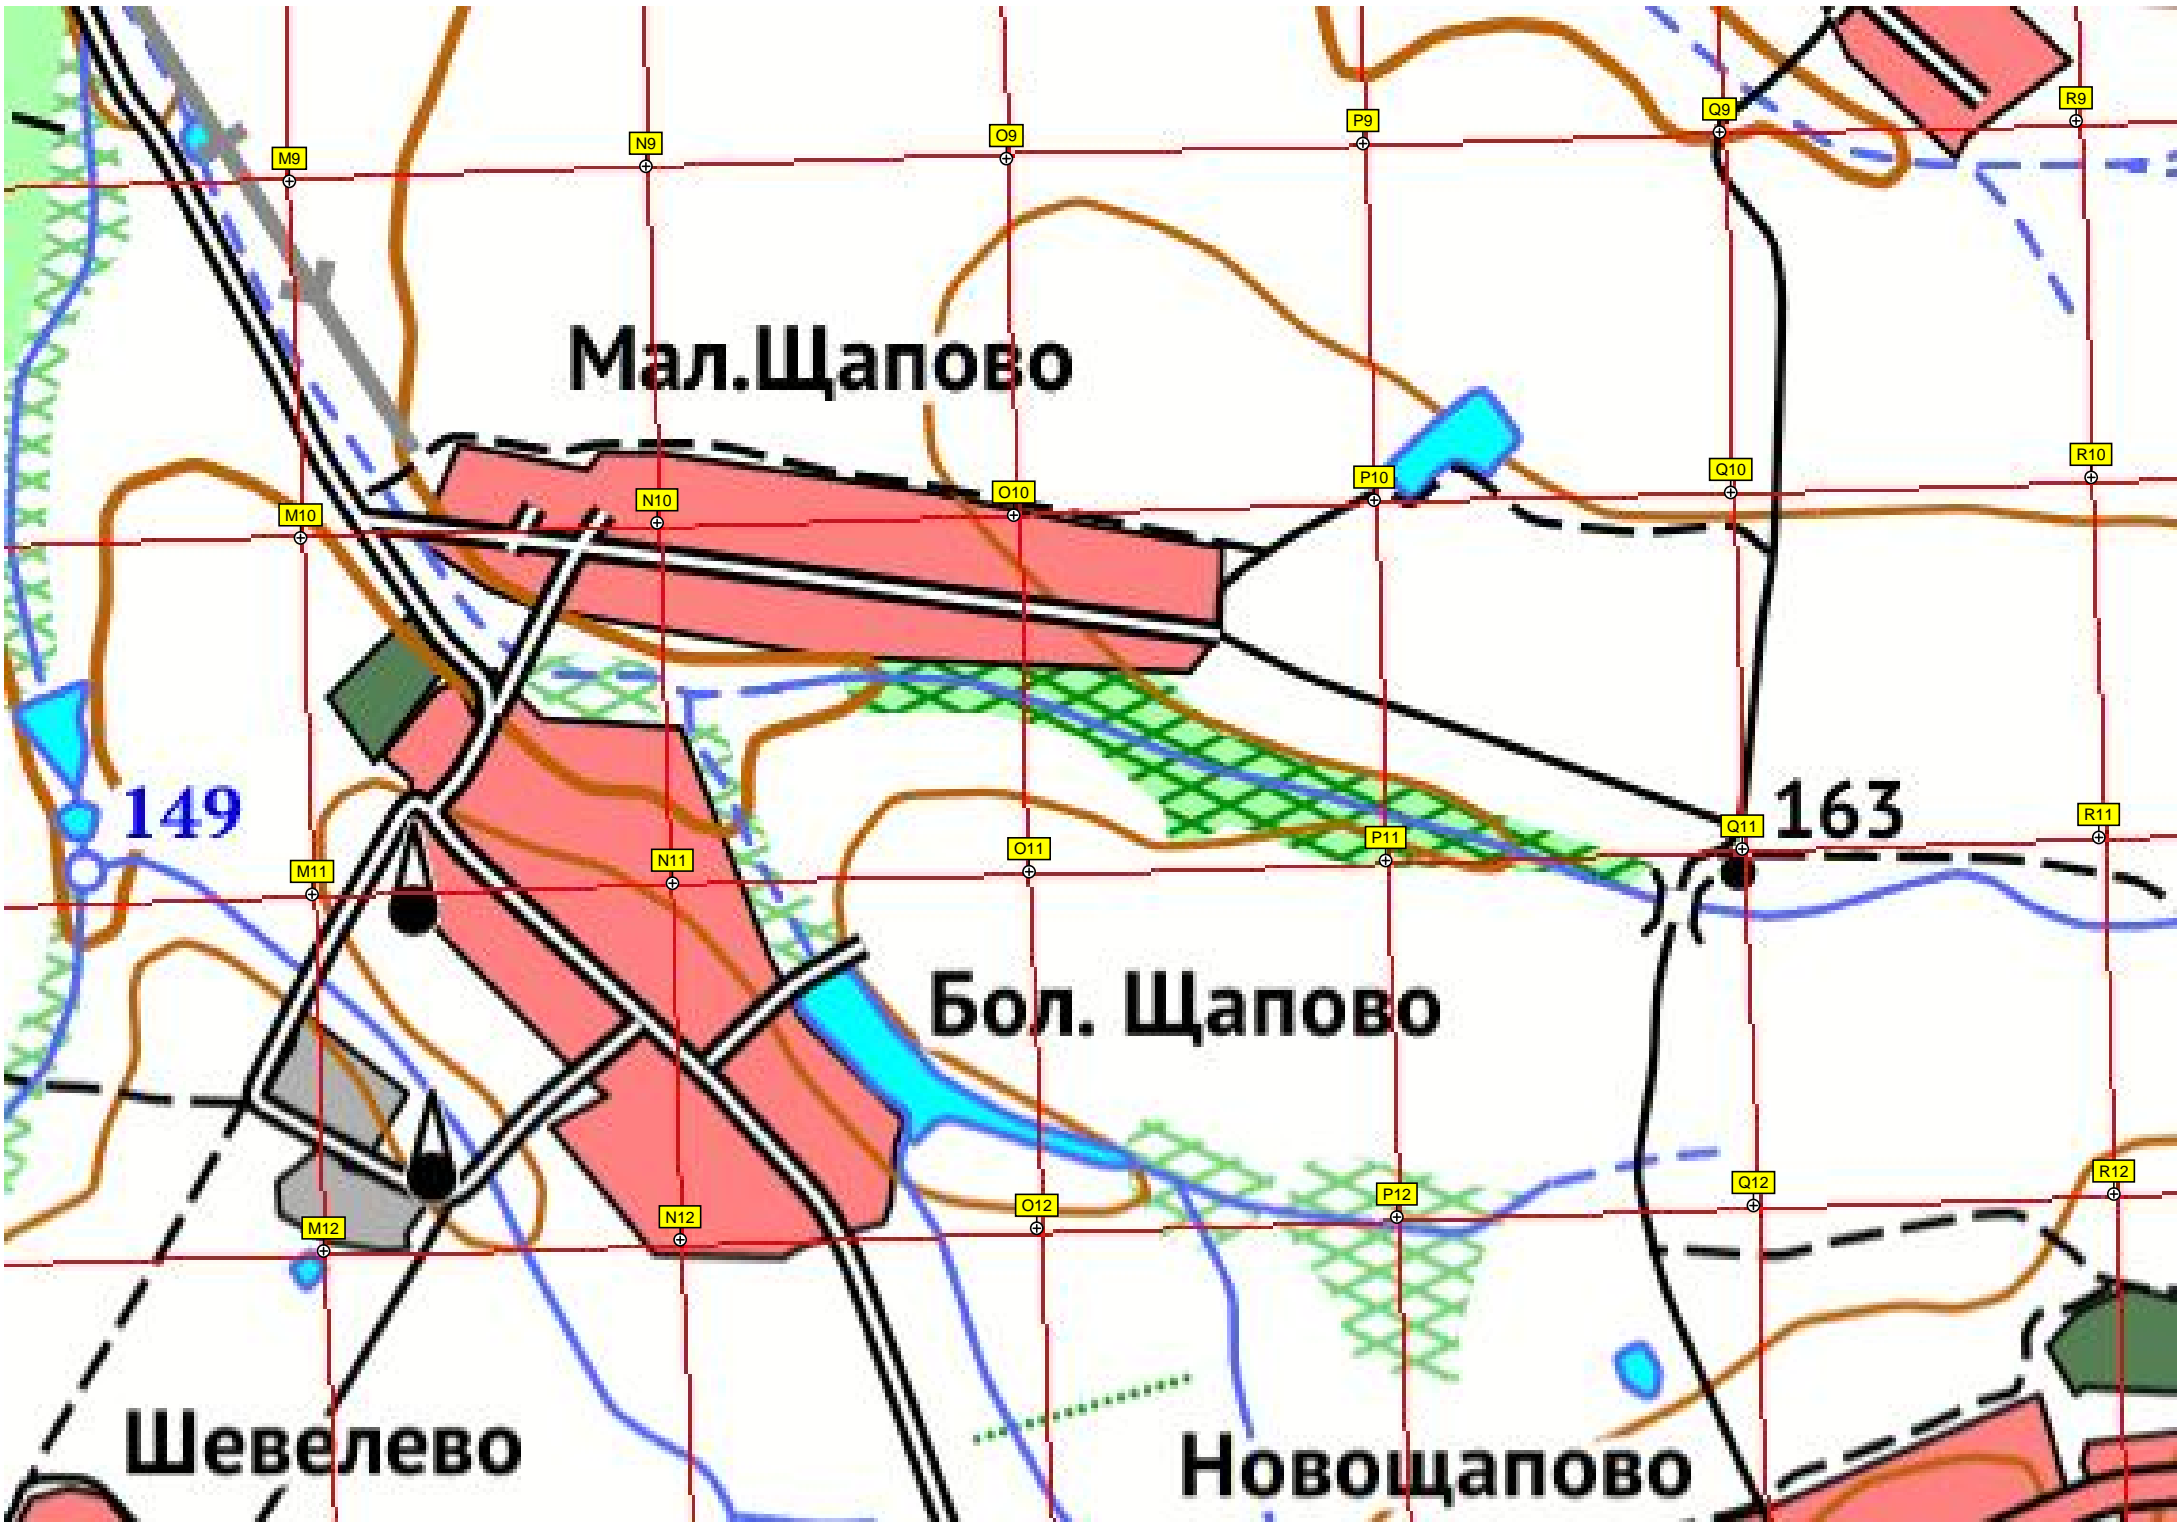 R9
Q9
P9
O9
N9
M9
Мал.Щапово
R10
Q10
P10
O10
N10
M10
149
163
R11
Q11
P11
O11
N11
M11
Бол. Щапово
R12
Q12
P12
O12
N12
M12
Шевелево
Новощапово